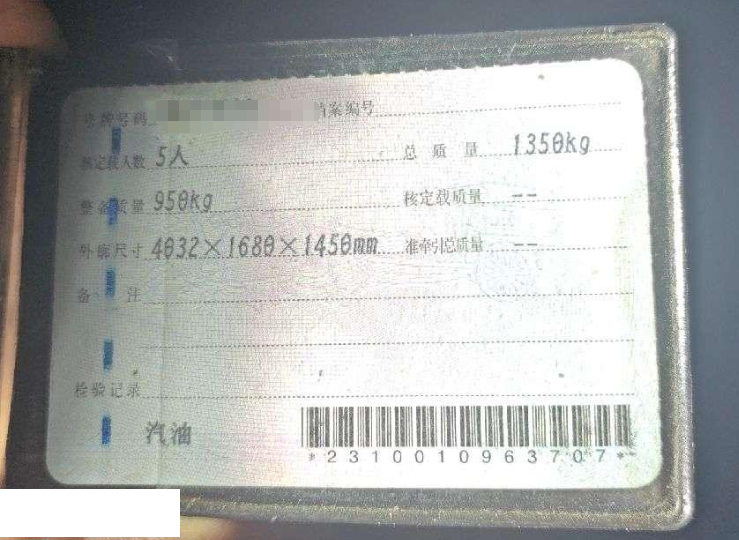 号牌号码 档案编号
核定载人数 5人 总质量 1350kg
整备质量 950kg 核定载质量 --
外廓尺寸 4032×1680×1450mm 准牵引总质量 --
备注
检验记录
汽油
*2310010963707*